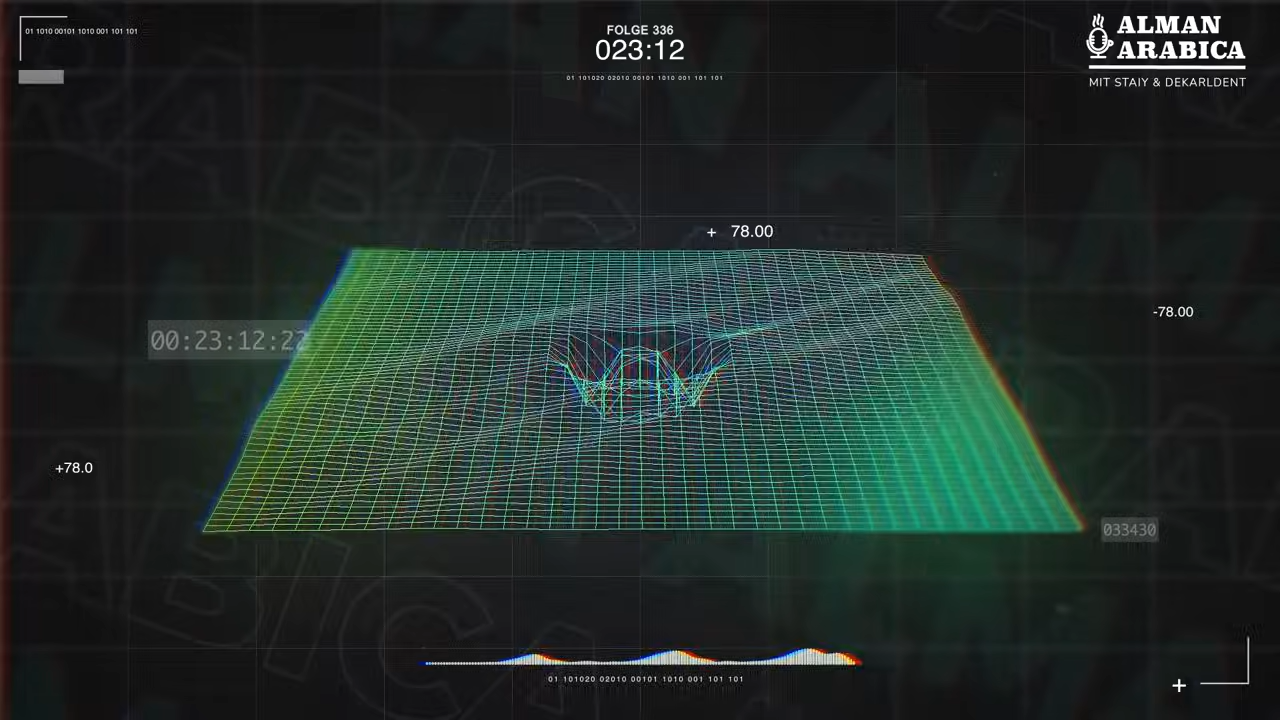 01 1010 00101 1010 001 101 101
FOLGE 336
023:12
01 101020 02010 00101 1010 001 101 101
ALMAN
ARABICA
MIT STAIY & DEKARLDENT
+ 78.00
-78.00
00:23:12:22
+78.0
033430
01 101020 02010 00101 1010 001 101 101
+